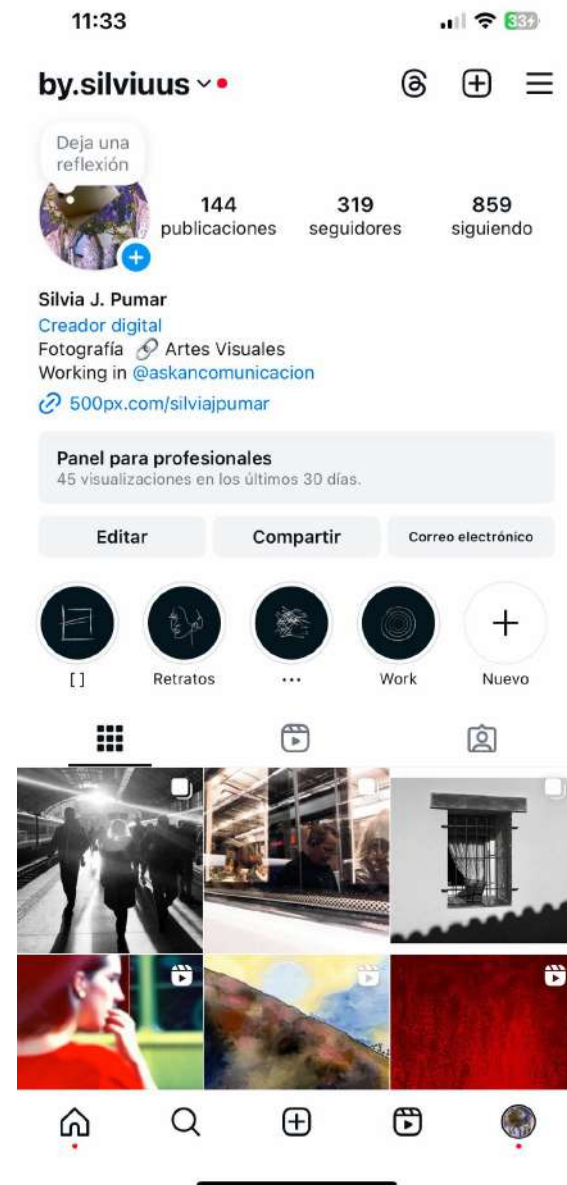 11:33
33+
by.silviuus
Deja una
reflexión
144
publicaciones
319
seguidores
859
siguiendo
Silvia J. Pumar
Creador digital
Fotografía 🔗 Artes Visuales
Working in @askancomunicacion
500px.com/silviajpumar
Panel para profesionales
45 visualizaciones en los últimos 30 días.
Editar
Compartir
Correo electrónico
[ ]
Retratos
...
Work
Nuevo